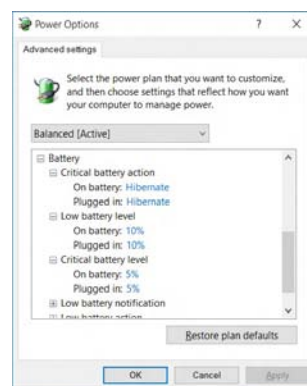 Power Options
Advanced settings
Select the power plan that you want to customize,
and then choose settings that reflect how you want
your computer to manage power.
Balanced [Active]
Battery
Critical battery action
On battery: Hibernate
Plugged in: Hibernate
Low battery level
On battery: 10%
Plugged in: 10%
Critical battery level
On battery: 5%
Plugged in: 5%
Low battery notification
Low battery action
Restore plan defaults
OK Cancel Apply